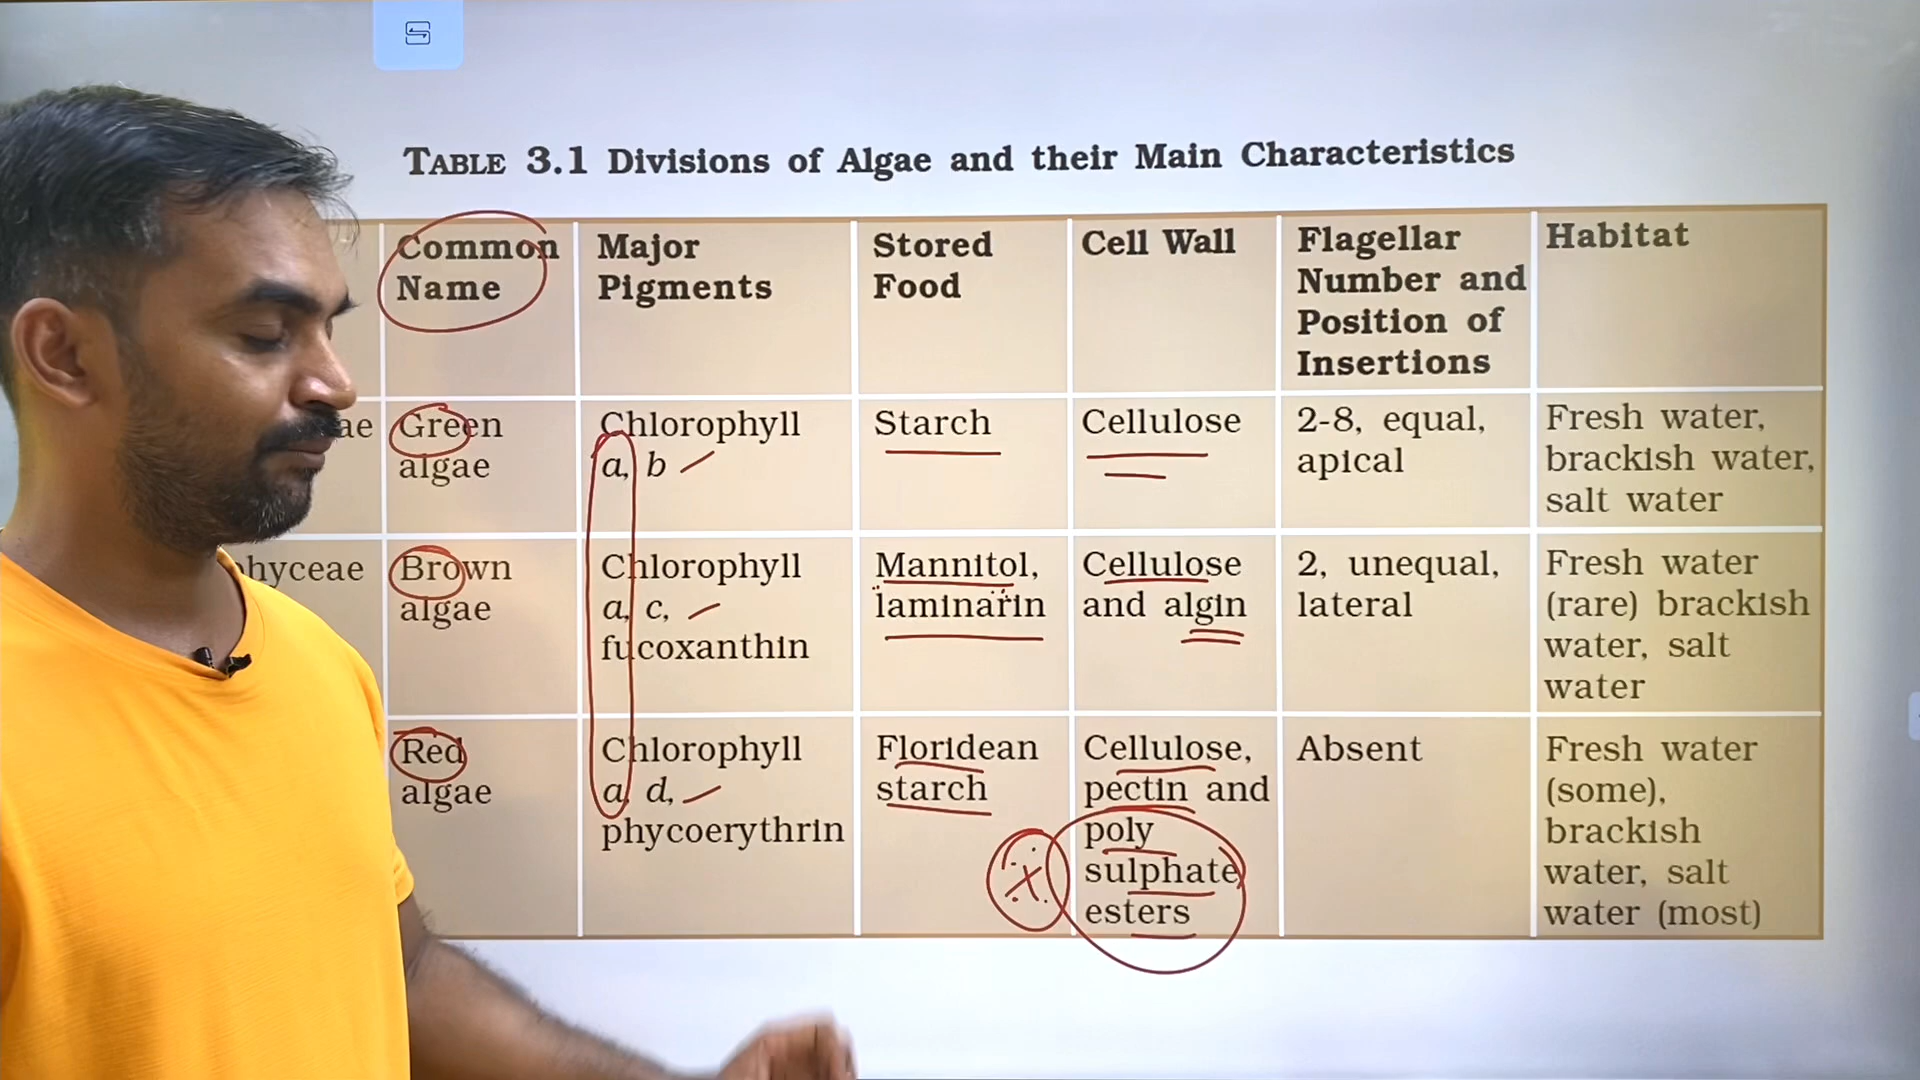 TABLE 3.1 Divisions of Algae and their Main Characteristics
Common
Name
Major
Pigments
Stored
Food
Cell Wall
Flagellar
Number and
Position of
Insertions
Habitat
Green
algae
Chlorophyll
a, b
Starch
Cellulose
2-8, equal,
apical
Fresh water,
brackish water,
salt water
Brown
algae
Chlorophyll
a, c,
fucoxanthin
Mannitol,
laminarin
Cellulose
and algin
2, unequal,
lateral
Fresh water
(rare) brackish
water, salt
water
Red
algae
Chlorophyll
a, d,
phycoerythrin
Floridean
starch
Cellulose,
pectin and
poly
sulphate
esters
Absent
Fresh water
(some),
brackish
water, salt
water (most)